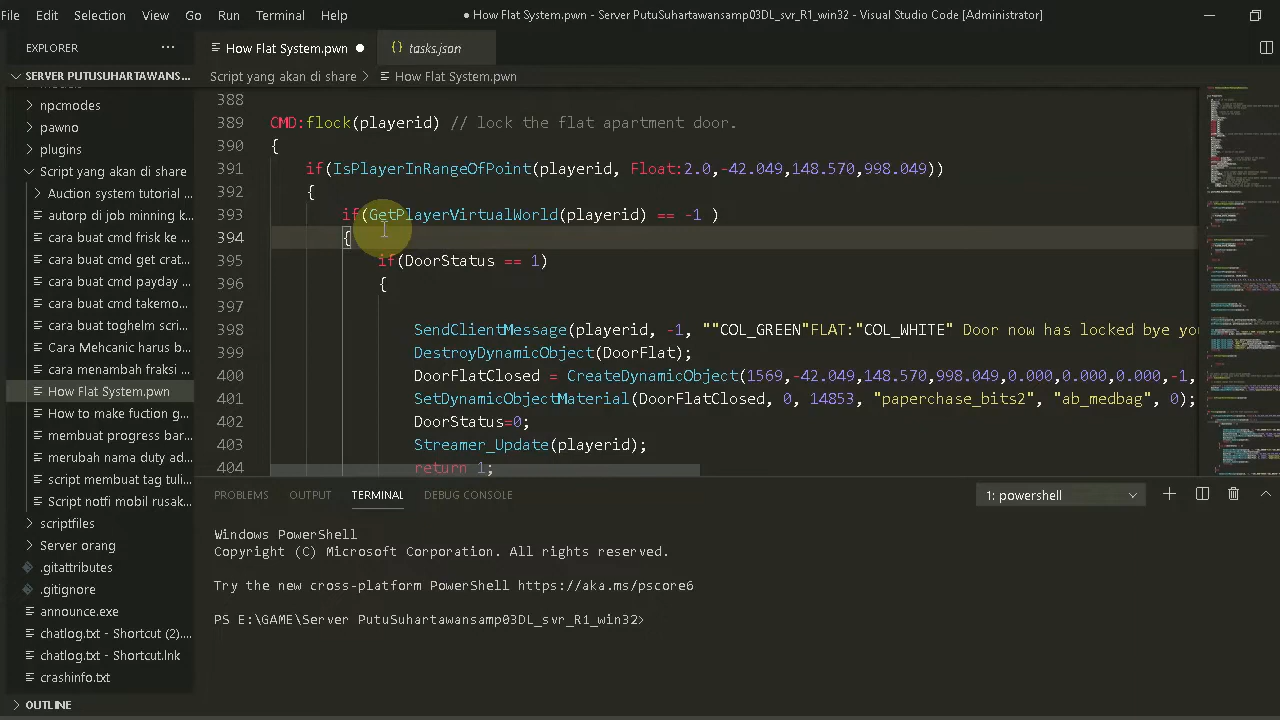 File Edit Selection View Go Run Terminal Help ● How Flat System.pwn - Server PutuSuhartawansamp03DL_svr_R1_win32 - Visual Studio Code [Administrator]
EXPLORER ···
How Flat System.pwn ●
{} tasks.json
SERVER PUTUSUHARTAWANS...
Script yang akan di share > How Flat System.pwn
npcmodes
pawno
plugins
Script yang akan di share
Auction system tutorial ...
autorp di job minning k...
cara buat cmd frisk ke ...
cara buat cmd get crat...
cara buat cmd payday ...
cara buat cmd takemo...
cara buat toghelm scri...
Cara Mehcanic harus b...
cara menambah fraksi ...
How Flat System.pwn
How to make fuction g...
membuat progress bar...
merubah nama duty ad...
script membuat tag tuli...
Script notfi mobil rusak...
scriptfiles
Server orang
.gitattributes
.gitignore
announce.exe
chatlog.txt - Shortcut (2)....
chatlog.txt - Shortcut.lnk
crashinfo.txt
OUTLINE
388
389 CMD:flock(playerid) // lock the flat apartment door.
390 {
391 if(IsPlayerInRangeOfPoint(playerid, Float:2.0,-42.049,148.570,998.049))
392 {
393 if(GetPlayerVirtualWorld(playerid) == -1 )
394 {
395 if(DoorStatus == 1)
396 {
397
398 SendClientMessage(playerid, -1, ""COL_GREEN"FLAT:"COL_WHITE" Door now has locked bye yo
399 DestroyDynamicObject(DoorFlat);
400 DoorFlatClosed = CreateDynamicObject(1569,-42.049,148.570,998.049,0.000,0.000,0.000,-1,
401 SetDynamicObjectMaterial(DoorFlatClosed, 0, 14853, "paperchase_bits2", "ab_medbag", 0);
402 DoorStatus = 0;
403 Streamer_Update(playerid);
404 return 1;
PROBLEMS OUTPUT TERMINAL DEBUG CONSOLE 1: powershell
Windows PowerShell
Copyright (C) Microsoft Corporation. All rights reserved.
Try the new cross-platform PowerShell https://aka.ms/pscore6
PS E:\GAME\Server PutuSuhartawansamp03DL_svr_R1_win32>